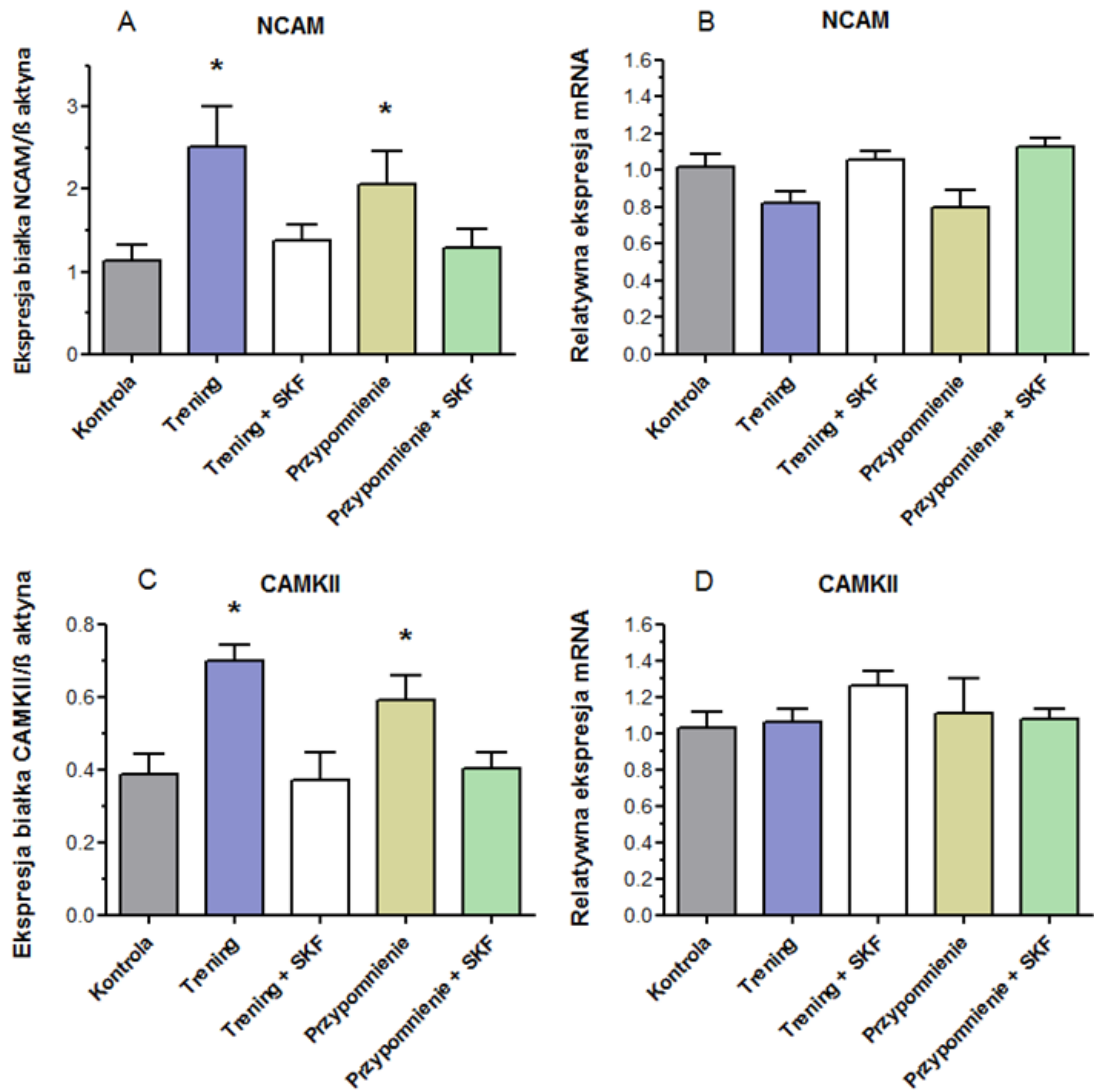 A
NCAM
Ekspresja białka NCAM/ß aktyna
3
2
1
0
*
*
Kontrola
Trening
Trening + SKF
Przypomnienie
Przypomnienie + SKF
B
NCAM
Relatywna ekspresja mRNA
1.6
1.4
1.2
1.0
0.8
0.6
0.4
0.2
0.0
Kontrola
Trening
Trening + SKF
Przypomnienie
Przypomnienie + SKF
C
CAMKII
Ekspresja białka CAMKII/ß aktyna
0.8
0.6
0.4
0.2
0.0
*
*
Kontrola
Trening
Trening + SKF
Przypomnienie
Przypomnienie + SKF
D
CAMKII
Relatywna ekspresja mRNA
1.6
1.4
1.2
1.0
0.8
0.6
0.4
0.2
0.0
Kontrola
Trening
Trening + SKF
Przypomnienie
Przypomnienie + SKF